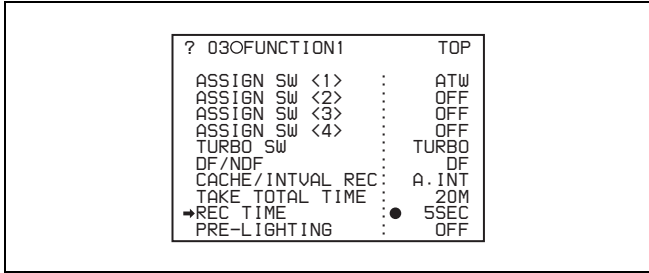 ? 03○FUNCTION1 TOP
ASSIGN SW <1> : ATW
ASSIGN SW <2> : OFF
ASSIGN SW <3> : OFF
ASSIGN SW <4> : OFF
TURBO SW : TURBO
DF/NDF : DF
CACHE/INTVAL REC: A.INT
TAKE TOTAL TIME : 20M
➡REC TIME :● 5SEC
PRE-LIGHTING : OFF